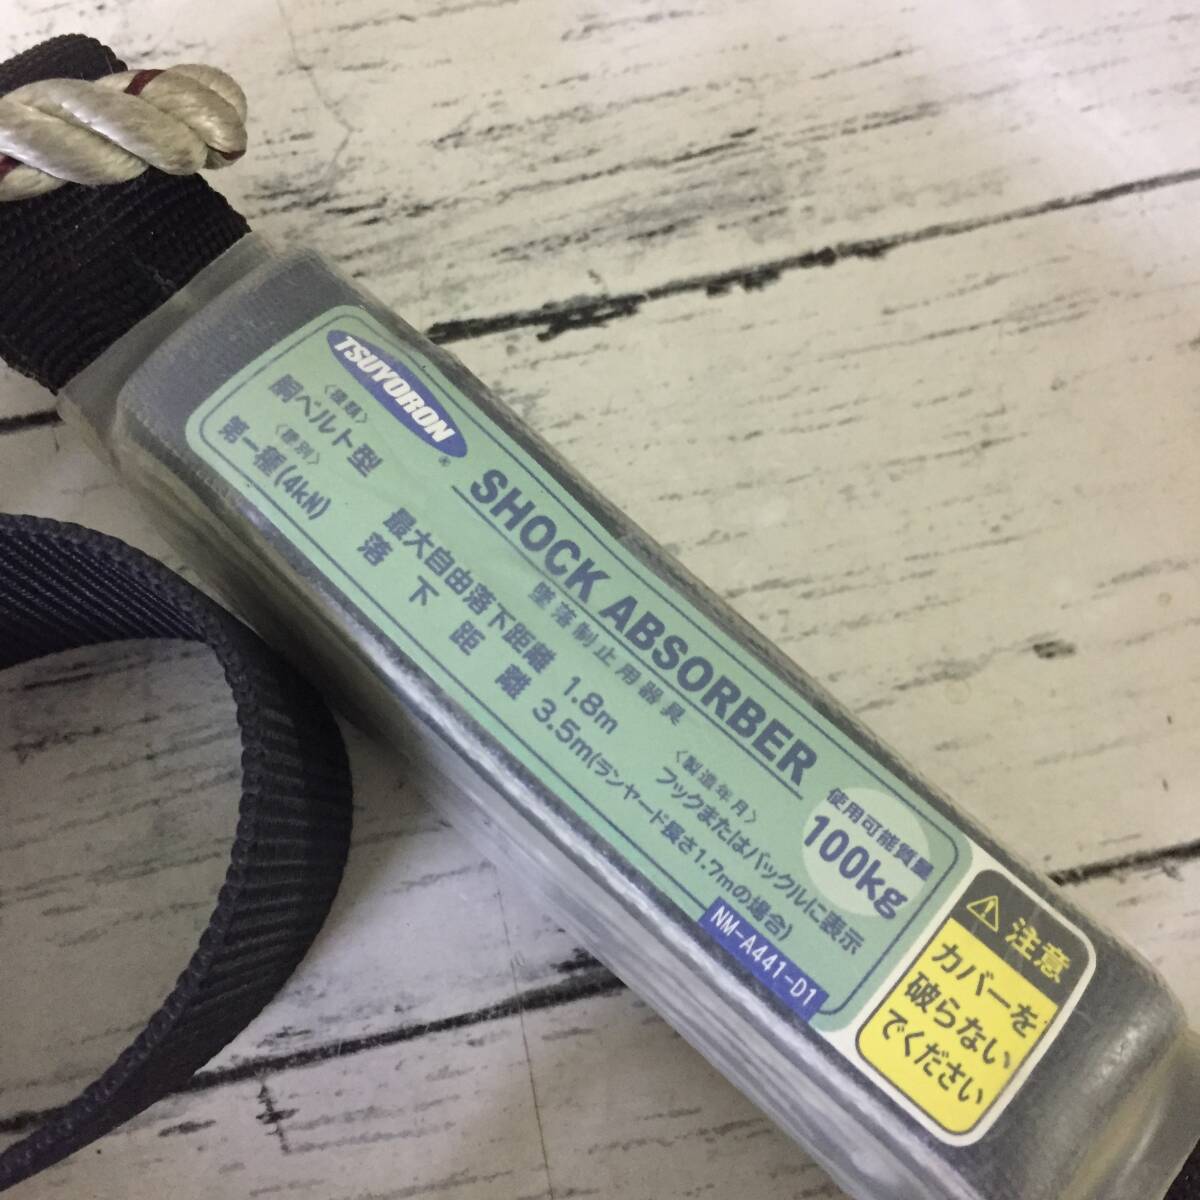 TSUYORON®
SHOCK ABSORBER
墜落制止用器具
〈種類〉
胴ベルト型
〈種別〉
第一種(4kN)
最大自由落下距離 1.8m
落下距離 3.5m(ランヤード長さ1.7mの場合)
〈製造年月〉
フックまたはバックルに表示
使用可能質量
100kg
NM-A441-D1
⚠ 注意
カバーを
破らない
でください